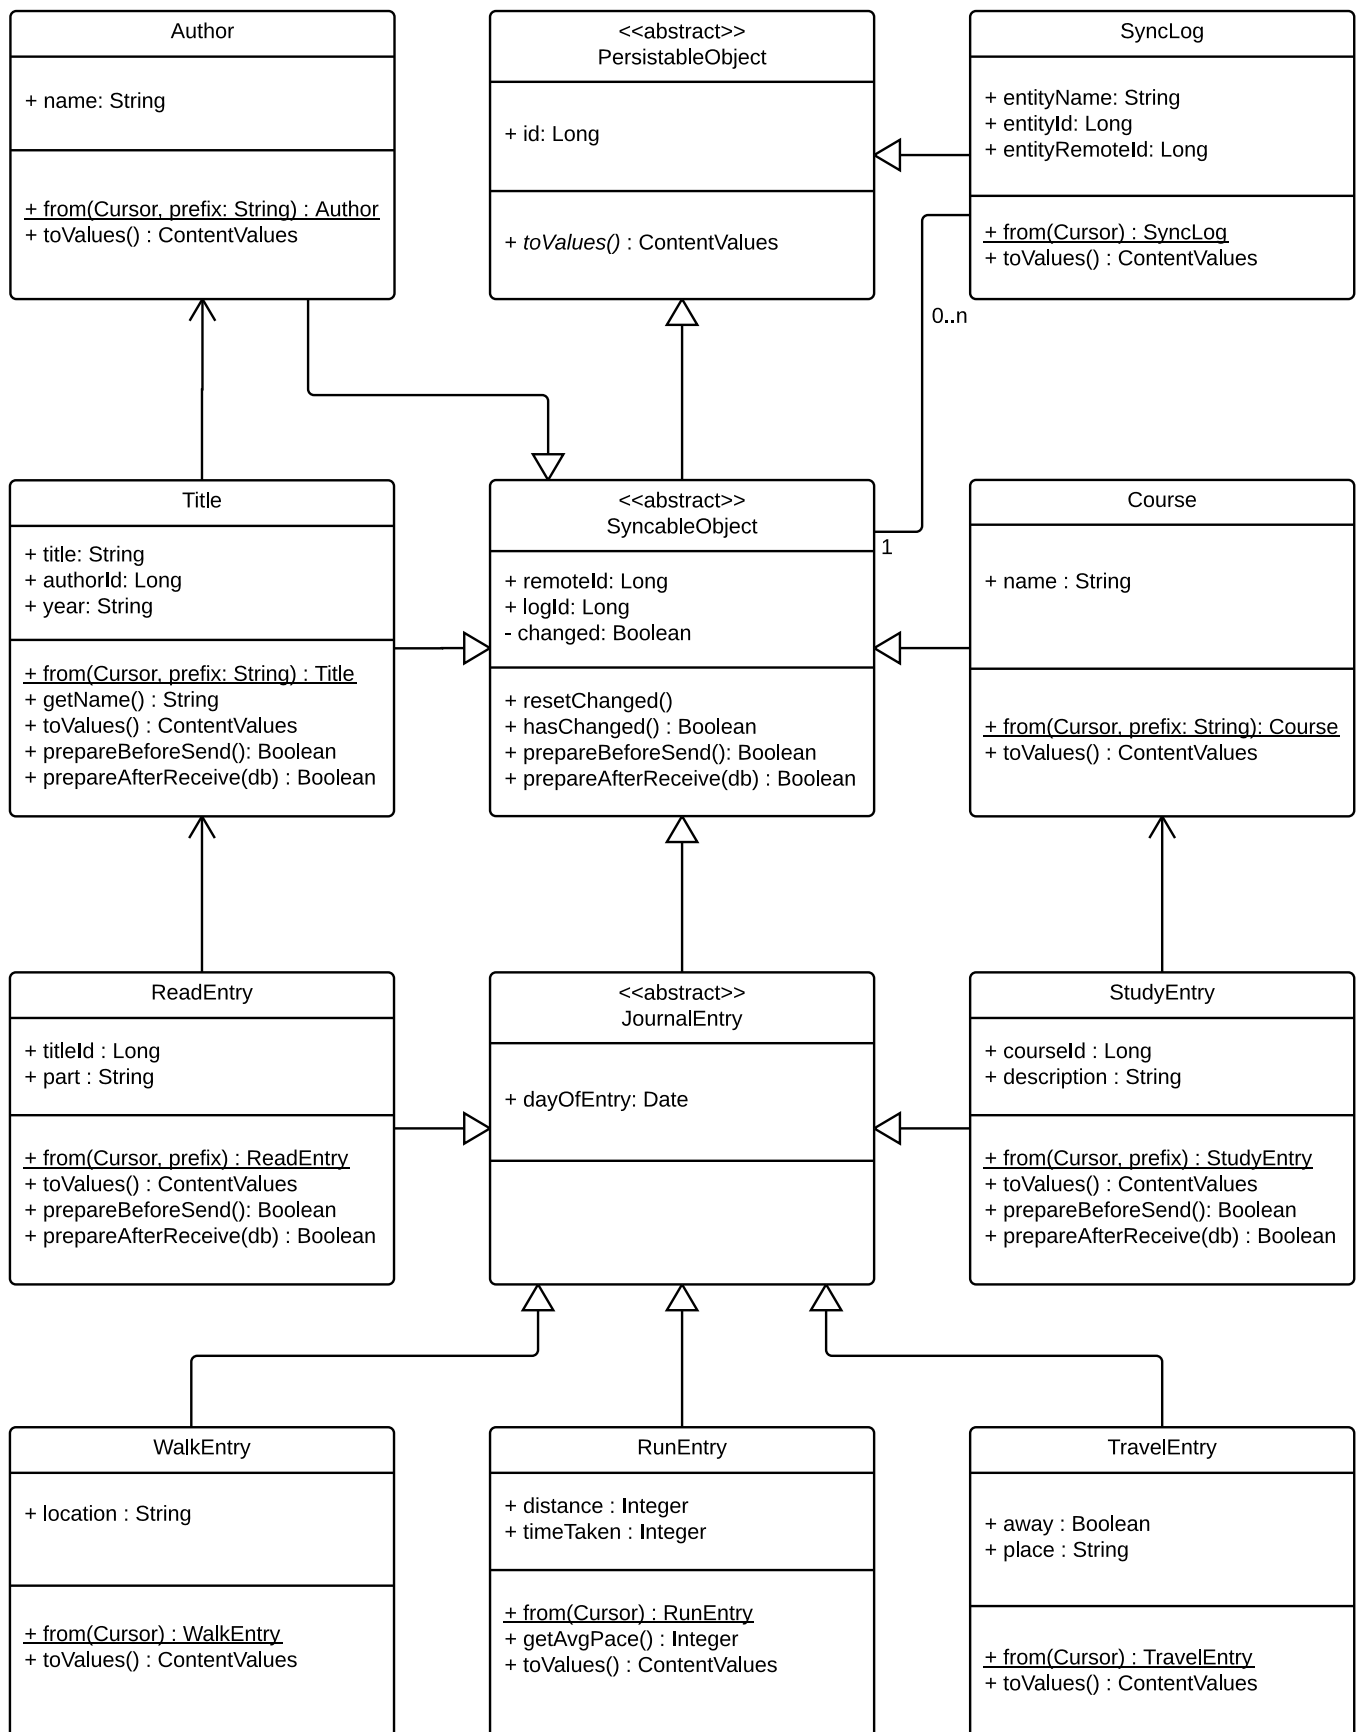 Author
+ name: String
+ from(Cursor, prefix: String) : Author
+ toValues() : ContentValues
<<abstract>>
PersistableObject
+ id: Long
+ toValues() : ContentValues
SyncLog
+ entityName: String
+ entityId: Long
+ entityRemoteId: Long
+ from(Cursor) : SyncLog
+ toValues() : ContentValues
0..n
Title
+ title: String
+ authorId: Long
+ year: String
+ from(Cursor, prefix: String) : Title
+ getName() : String
+ toValues() : ContentValues
+ prepareBeforeSend(): Boolean
+ prepareAfterReceive(db) : Boolean
<<abstract>>
SyncableObject
+ remoteId: Long
+ logId: Long
- changed: Boolean
+ resetChanged()
+ hasChanged() : Boolean
+ prepareBeforeSend(): Boolean
+ prepareAfterReceive(db) : Boolean
1
Course
+ name : String
+ from(Cursor, prefix: String): Course
+ toValues() : ContentValues
ReadEntry
+ titleId : Long
+ part : String
+ from(Cursor, prefix) : ReadEntry
+ toValues() : ContentValues
+ prepareBeforeSend(): Boolean
+ prepareAfterReceive(db) : Boolean
<<abstract>>
JournalEntry
+ dayOfEntry: Date
StudyEntry
+ courseId : Long
+ description : String
+ from(Cursor, prefix) : StudyEntry
+ toValues() : ContentValues
+ prepareBeforeSend(): Boolean
+ prepareAfterReceive(db) : Boolean
WalkEntry
+ location : String
+ from(Cursor) : WalkEntry
+ toValues() : ContentValues
RunEntry
+ distance : Integer
+ timeTaken : Integer
+ from(Cursor) : RunEntry
+ getAvgPace() : Integer
+ toValues() : ContentValues
TravelEntry
+ away : Boolean
+ place : String
+ from(Cursor) : TravelEntry
+ toValues() : ContentValues